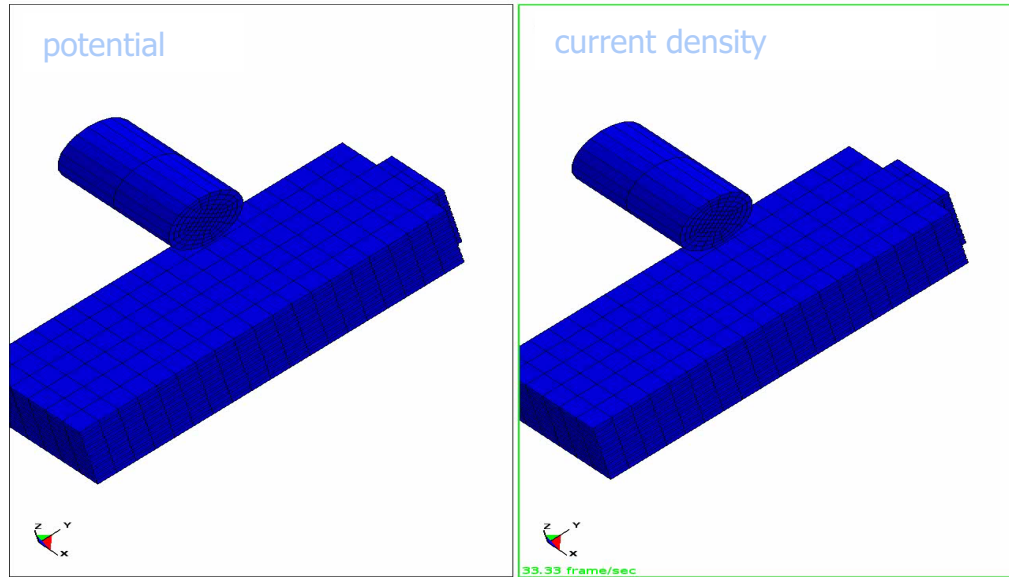 potential
current density
Z
Y
X
Z
Y
X
33.33 frame/sec